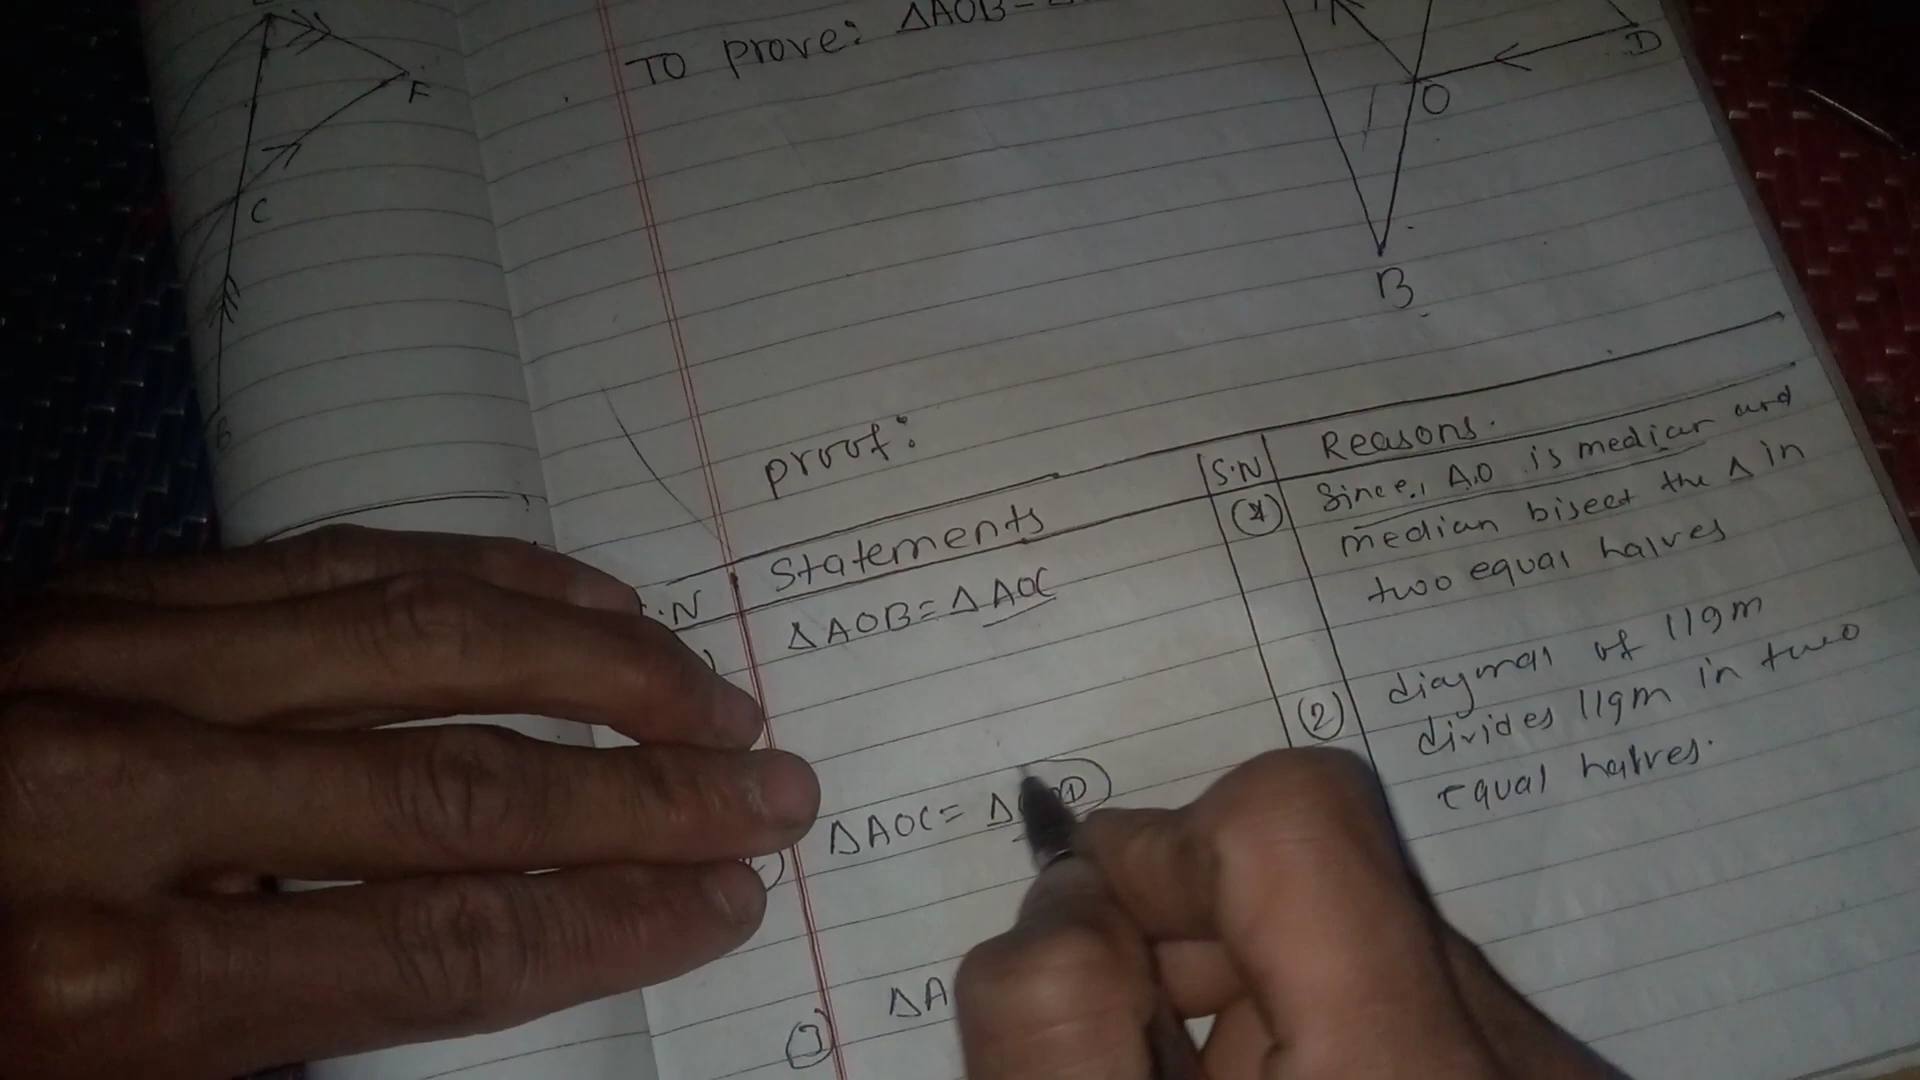 F
C
B
TO prove: ΔAOB =
D
O
B
proof:
S.N
Statements
S.N
Reasons.
ΔAOB = ΔAOC
Since, AO is median and
median bisect the Δ in
two equal halves
ΔAOC = Δ
(2)
diagonal of llgm
divides llgm in two
equal halves.
(3)
ΔA